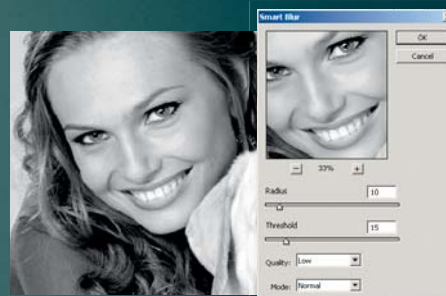 Smart Blur
OK
Cancel
33%
Radius
10
Threshold
15
Quality: Low
Mode: Normal